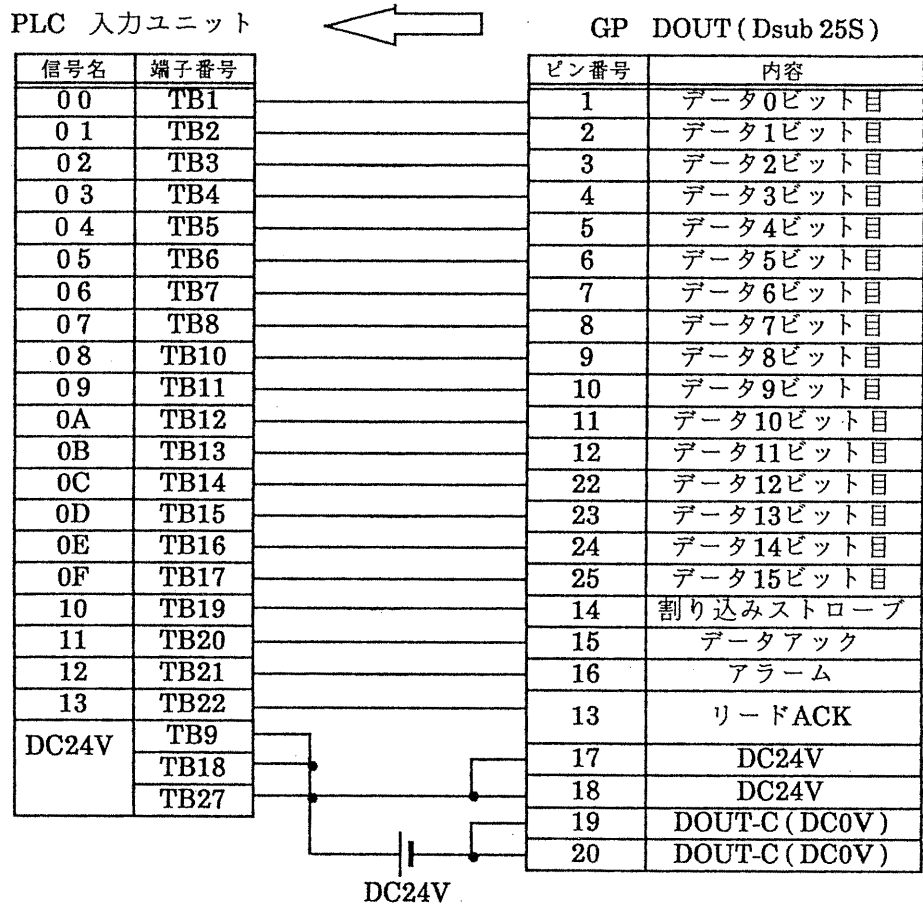 PLC 入力ユニット
GP DOUT ( Dsub 25S )
信号名 端子番号 ピン番号 内容
00 TB1 1 データ0ビット目
01 TB2 2 データ1ビット目
02 TB3 3 データ2ビット目
03 TB4 4 データ3ビット目
04 TB5 5 データ4ビット目
05 TB6 6 データ5ビット目
06 TB7 7 データ6ビット目
07 TB8 8 データ7ビット目
08 TB10 9 データ8ビット目
09 TB11 10 データ9ビット目
0A TB12 11 データ10ビット目
0B TB13 12 データ11ビット目
0C TB14 22 データ12ビット目
0D TB15 23 データ13ビット目
0E TB16 24 データ14ビット目
0F TB17 25 データ15ビット目
10 TB19 14 割り込みストローブ
11 TB20 15 データアック
12 TB21 16 アラーム
13 TB22 13 リードACK
DC24V TB9
TB18 17 DC24V
TB27 18 DC24V
19 DOUT-C ( DC0V )
20 DOUT-C ( DC0V )
DC24V